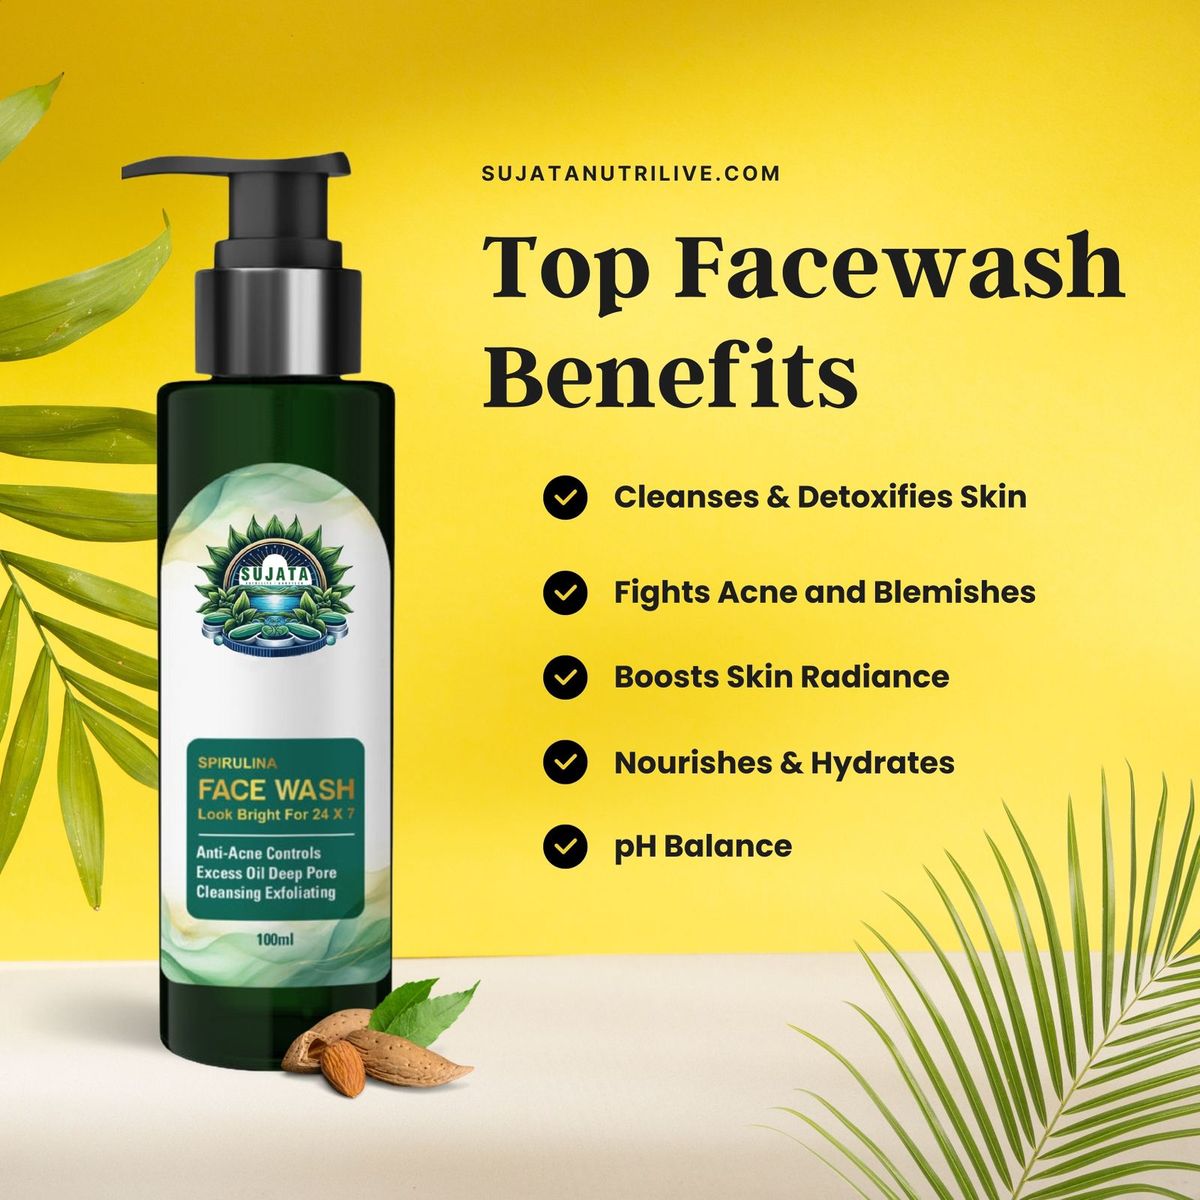 SUJATANUTRILIVE.COM
Top Facewash
Benefits
Cleanses & Detoxifies Skin
Fights Acne and Blemishes
Boosts Skin Radiance
Nourishes & Hydrates
pH Balance
SUJATA
SPIRULINA
FACE WASH
Look Bright For 24 X 7
Anti-Acne Controls
Excess Oil Deep Pore
Cleansing Exfoliating
100ml